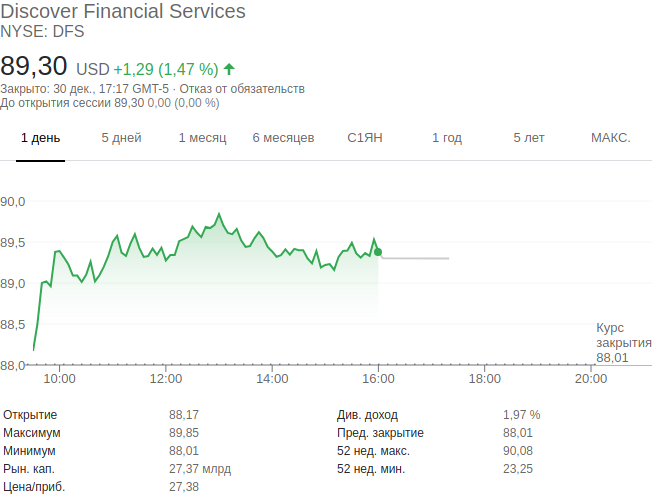 Discover Financial Services
NYSE: DFS
89,30 USD +1,29 (1,47 %)
Закрыто: 30 дек., 17:17 GMT-5 · Отказ от обязательств
До открытия сессии 89,30 0,00 (0,00 %)
1 день 5 дней 1 месяц 6 месяцев С1ЯН 1 год 5 лет МАКС.
90,0
89,5
89,0
88,5
Курс
закрытия
88,01
88,0
10:00 12:00 14:00 16:00 18:00 20:00
Открытие 88,17 Див. доход 1,97 %
Максимум 89,85 Пред. закрытие 88,01
Минимум 88,01 52 нед. макс. 90,08
Рын. кап. 27,37 млрд 52 нед. мин. 23,25
Цена/приб. 27,38